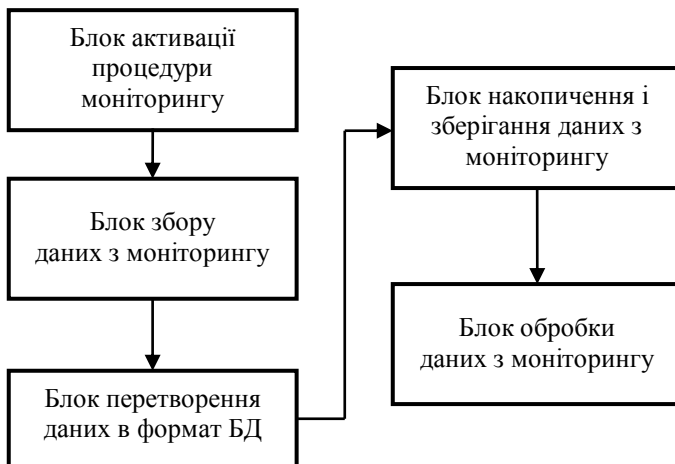 Блок активації
процедури
моніторингу
Блок збору
даних з моніторингу
Блок перетворення
даних в формат БД
Блок накопичення і
зберігання даних з
моніторингу
Блок обробки
даних з моніторингу